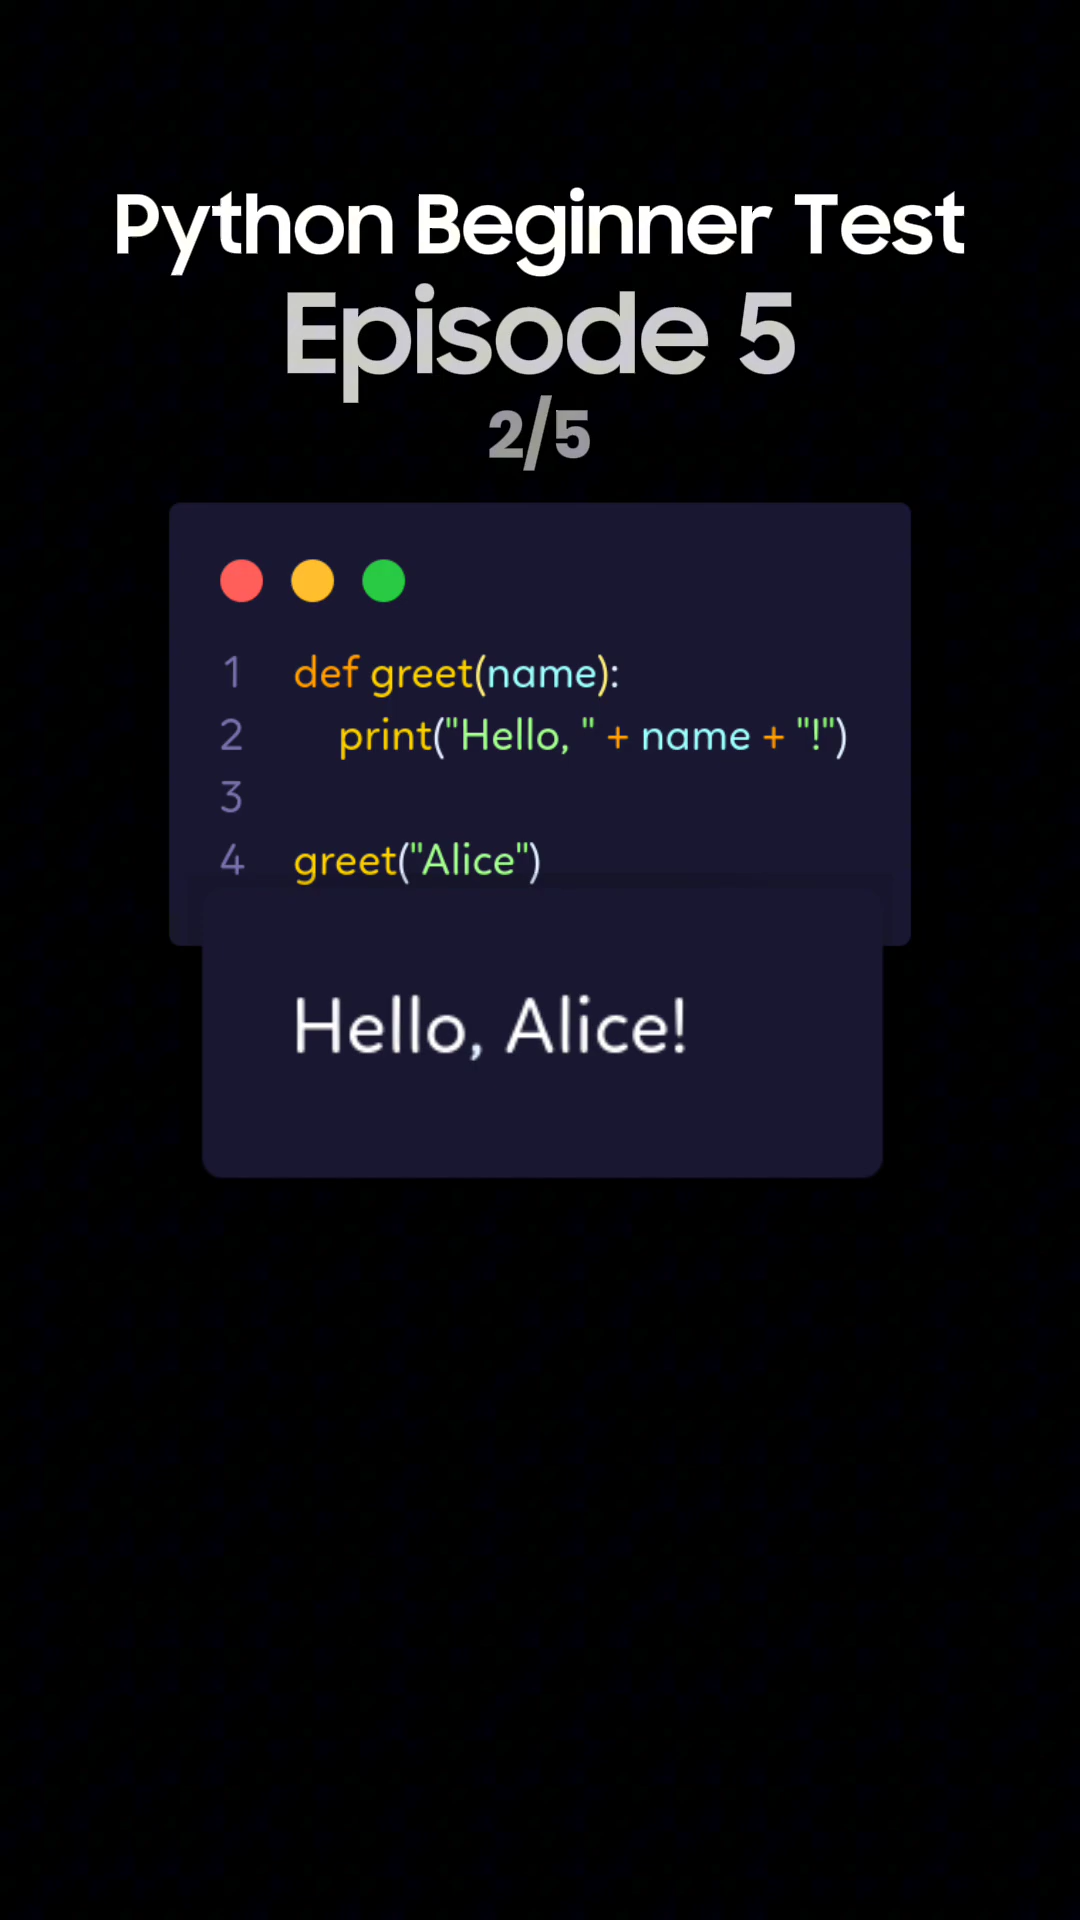 Python Beginner Test
Episode 5
2/5
1 def greet(name):
2     print("Hello, " + name + "!")
3
4 greet("Alice")
Hello, Alice!